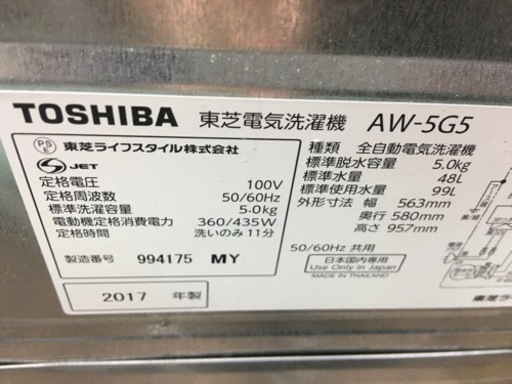 TOSHIBA 東芝電気洗濯機 AW-5G5
PSE 東芝ライフスタイル株式会社
S-JET
定格電圧 100V
定格周波数 50/60Hz
標準洗濯容量 5.0kg
電動機定格消費電力 360/435W
定格時間 洗いのみ 11分
製造番号 994175 MY
2017 年製
種類 全自動電気洗濯機
標準脱水容量 5.0kg
標準水量 48L
標準使用水量 99L
外形寸法 幅 563mm
奥行 580mm
高さ 957mm
50/60Hz 共用
日本国内専用
Use Only in Japan
MADE IN THAILAND
東芝ライ